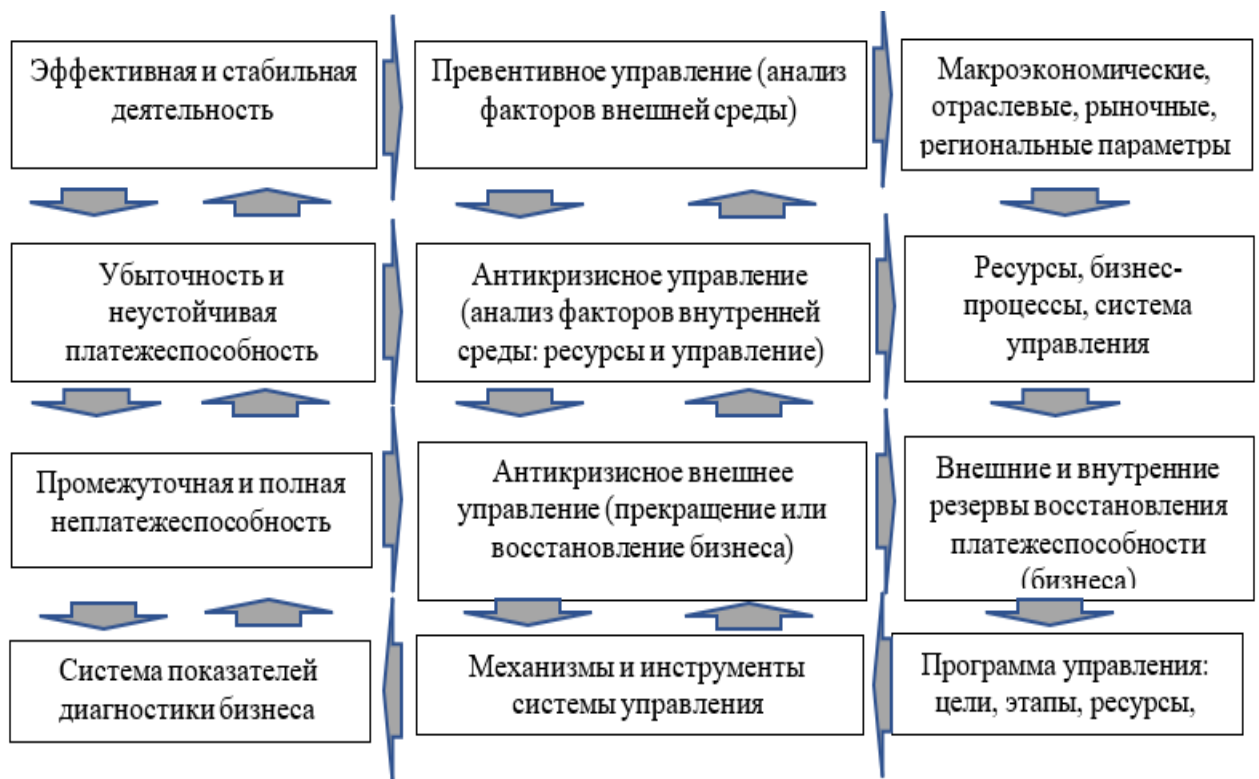 Эффективная и стабильная
деятельность
Превентивное управление (анализ
факторов внешней среды)
Макроэкономические,
отраслевые, рыночные,
региональные параметры
Убыточность и
неустойчивая
платежеспособность
Антикризисное управление
(анализ факторов внутренней
среды: ресурсы и управление)
Ресурсы, бизнес-
процессы, система
управления
Промежуточная и полная
неплатежеспособность
Антикризисное внешнее
управление (прекращение или
восстановление бизнеса)
Внешние и внутренние
резервы восстановления
платежеспособности
(бизнеса)
Система показателей
диагностики бизнеса
Механизмы и инструменты
системы управления
Программа управления:
цели, этапы, ресурсы,